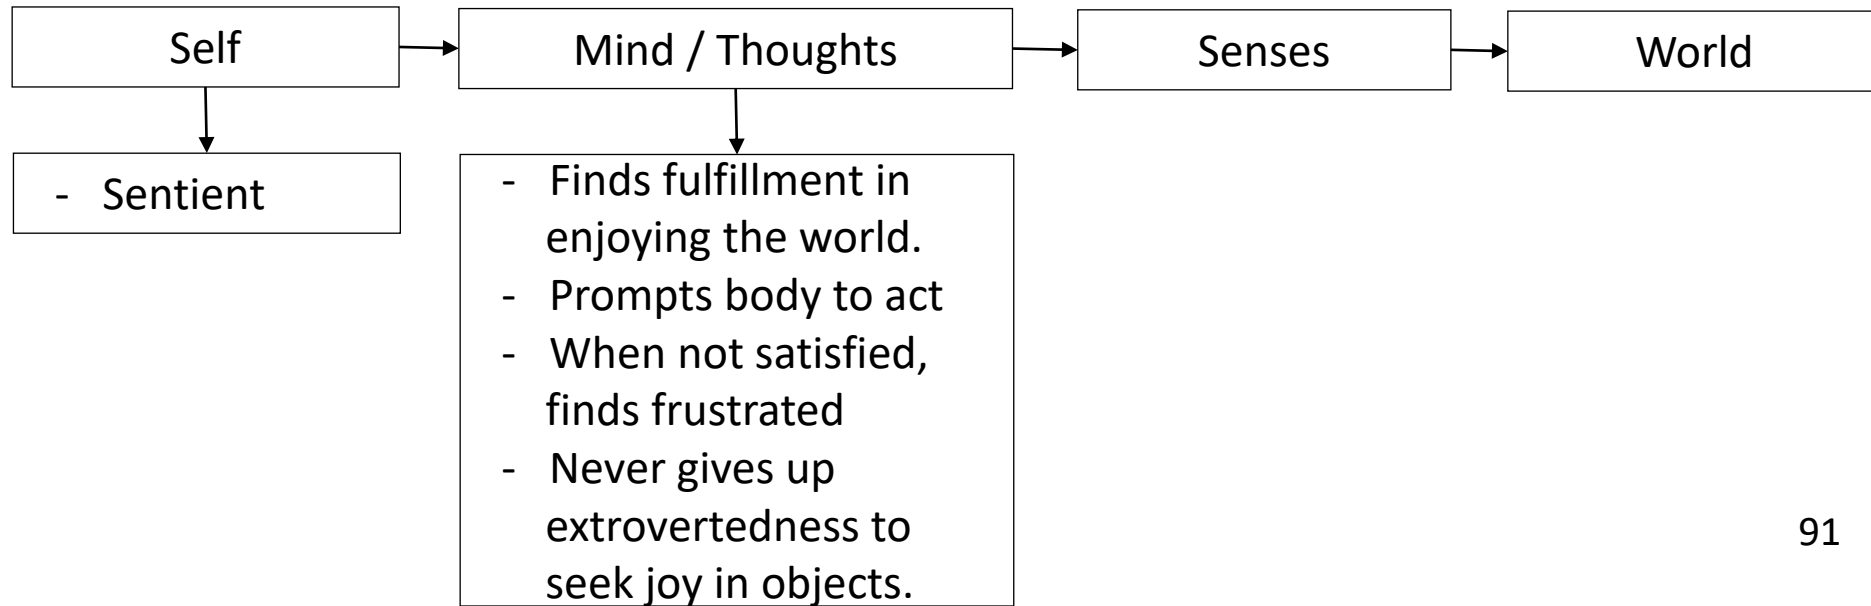 Self
Mind / Thoughts
Senses
World
- Sentient
- Finds fulfillment in
enjoying the world.
- Prompts body to act
- When not satisfied,
finds frustrated
- Never gives up
extrovertedness to
seek joy in objects.
91